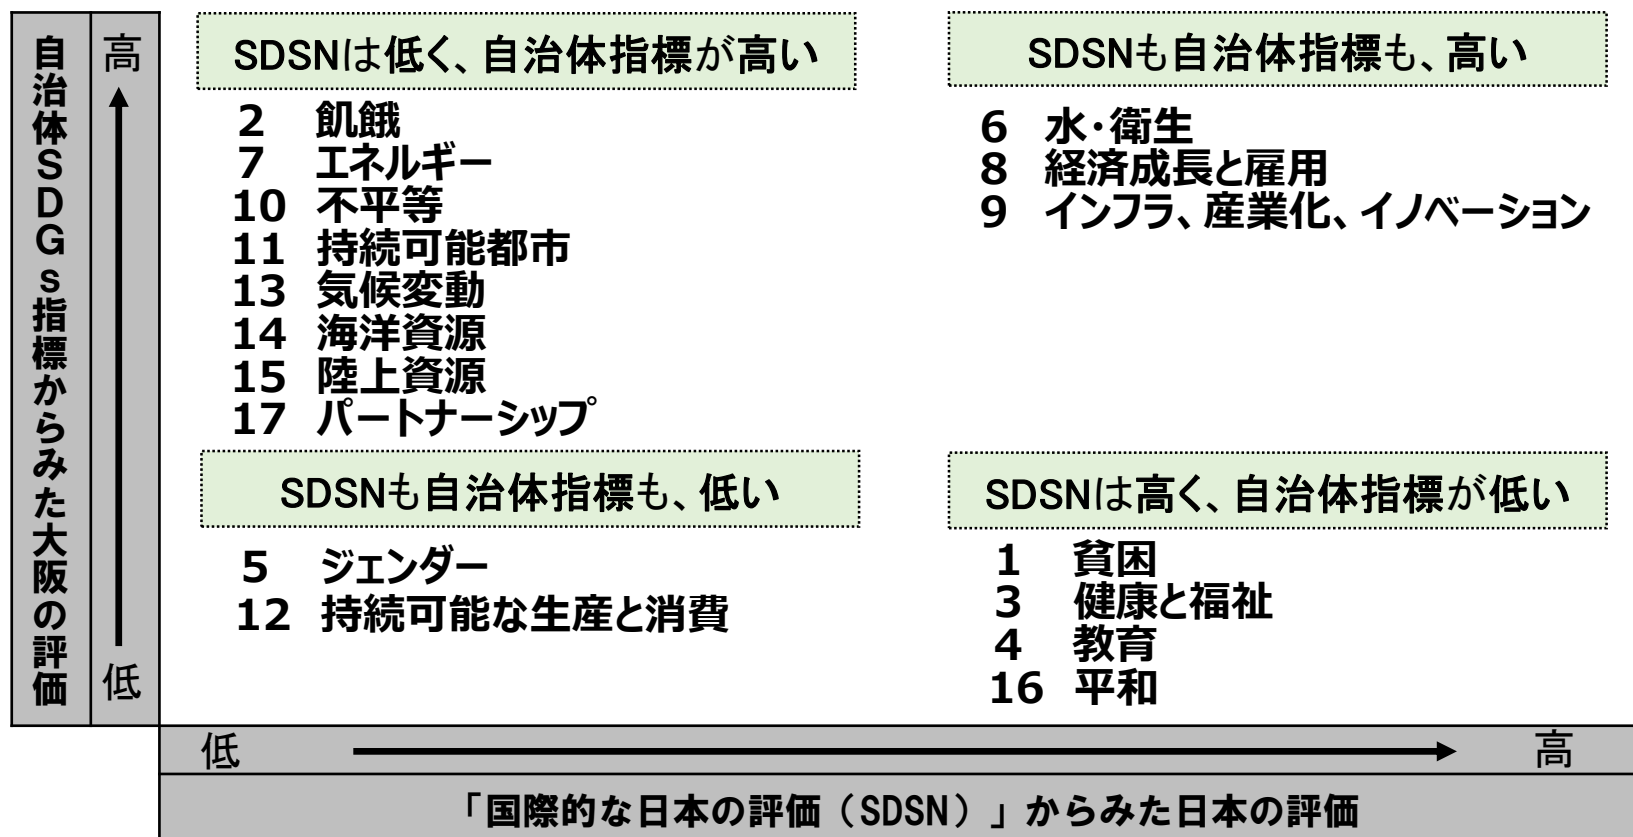 自治体SDGs指標からみた大阪の評価
高
低
SDSNは低く、自治体指標が高い
2 飢餓
7 エネルギー
10 不平等
11 持続可能都市
13 気候変動
14 海洋資源
15 陸上資源
17 パートナーシップ
SDSNも自治体指標も、高い
6 水・衛生
8 経済成長と雇用
9 インフラ、産業化、イノベーション
SDSNも自治体指標も、低い
5 ジェンダー
12 持続可能な生産と消費
SDSNは高く、自治体指標が低い
1 貧困
3 健康と福祉
4 教育
16 平和
低
高
「国際的な日本の評価（SDSN）」からみた日本の評価